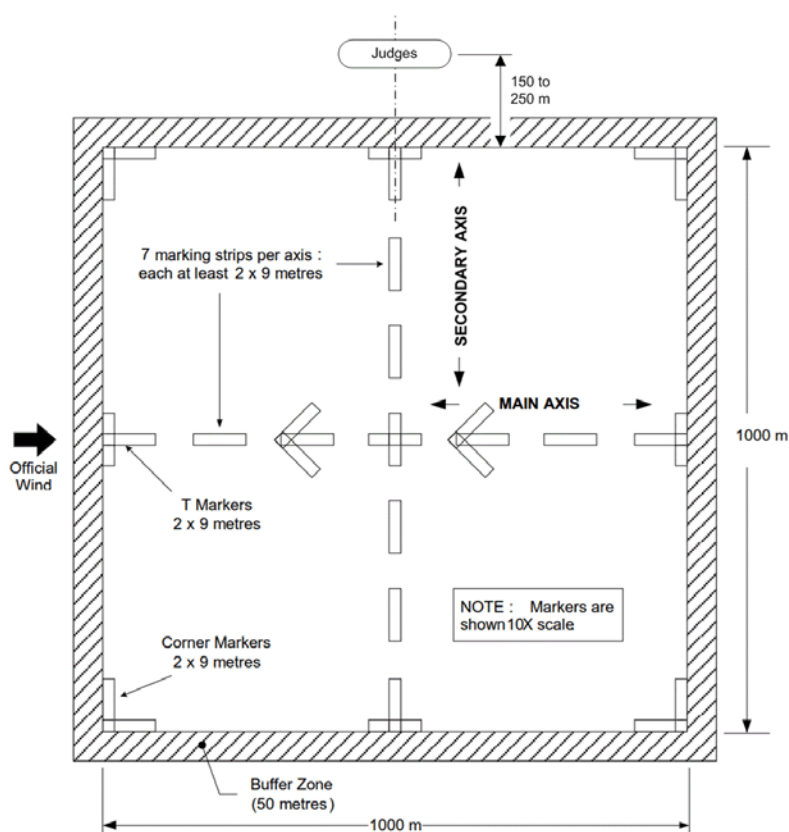 Judges
150 to
250 m
7 marking strips per axis :
each at least 2 x 9 metres
SECONDARY AXIS
MAIN AXIS
1000 m
Official
Wind
T Markers
2 x 9 metres
NOTE : Markers are
shown 10X scale
Corner Markers
2 x 9 metres
Buffer Zone
(50 metres)
1000 m